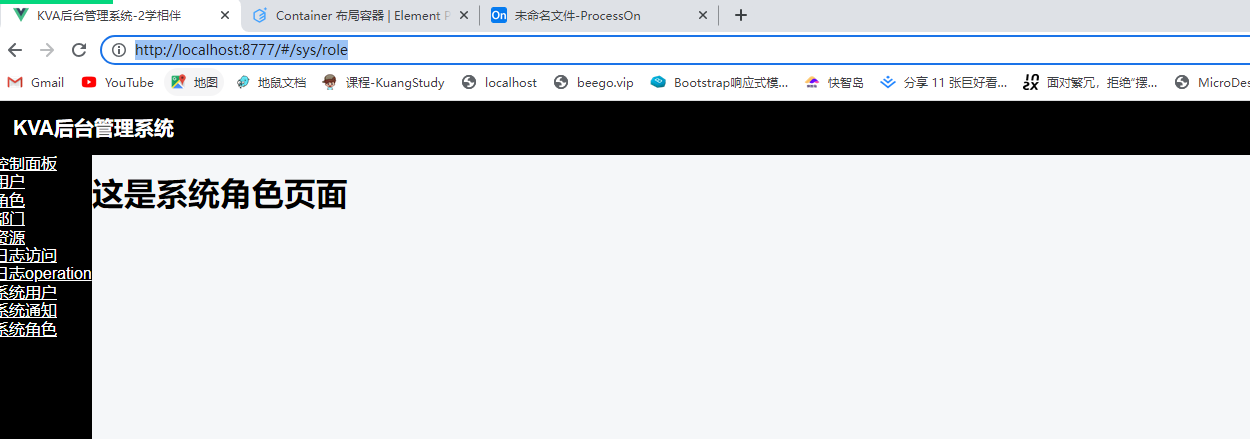 KVA后台管理系统-2学相伴
Container 布局容器 | Element P
On 未命名文件-ProcessOn
http://localhost:8777/#/sys/role
Gmail YouTube 地图 地鼠文档 课程-KuangStudy localhost beego.vip Bootstrap响应式模... 快智岛 分享 11 张巨好看... 面对繁冗，拒绝“摆... MicroDes
KVA后台管理系统
控制面板
用户
角色
部门
资源
日志访问
日志operation
系统用户
系统通知
系统角色
这是系统角色页面